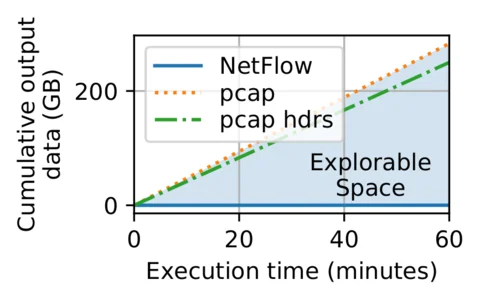 Cumulative output
data (GB)
200
0
NetFlow
pcap
pcap hdrs
Explorable
Space
0
20
40
60
Execution time (minutes)